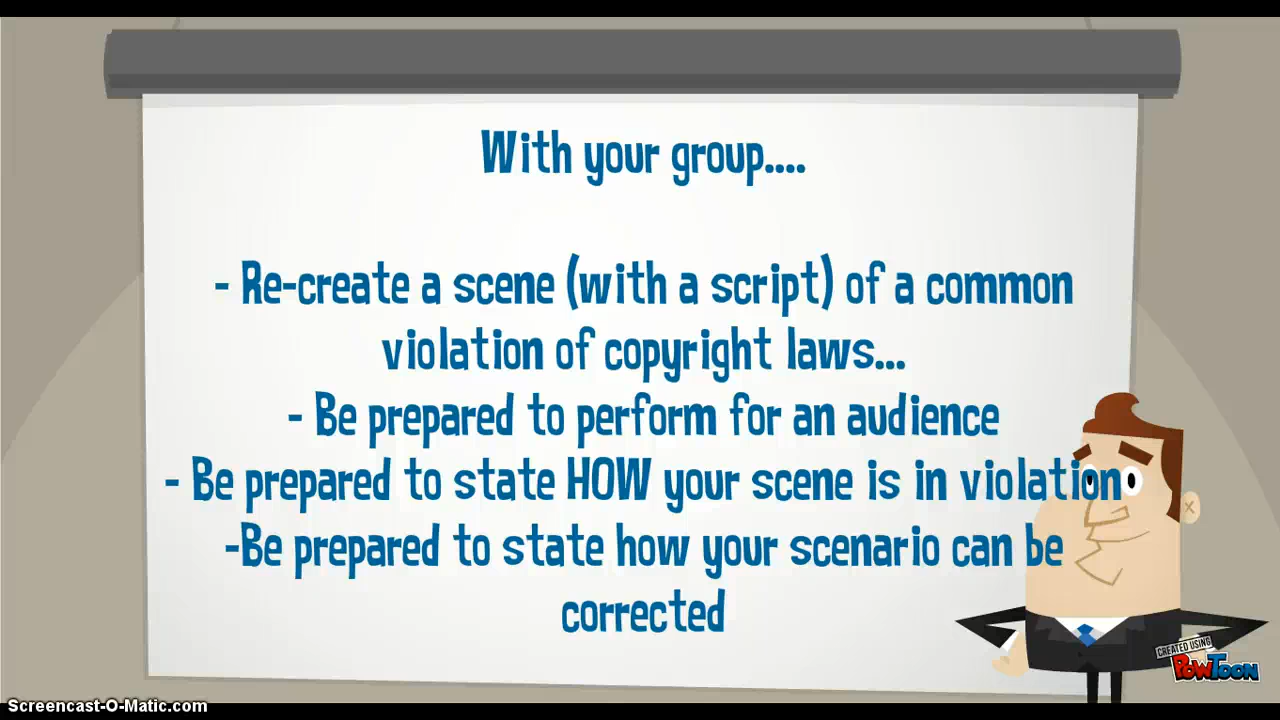 With your group....
- Re-create a scene (with a script) of a common
violation of copyright laws...
- Be prepared to perform for an audience
- Be prepared to state HOW your scene is in violation
-Be prepared to state how your scenario can be
corrected
CREATED USING
POWTOON
Screencast-O-Matic.com